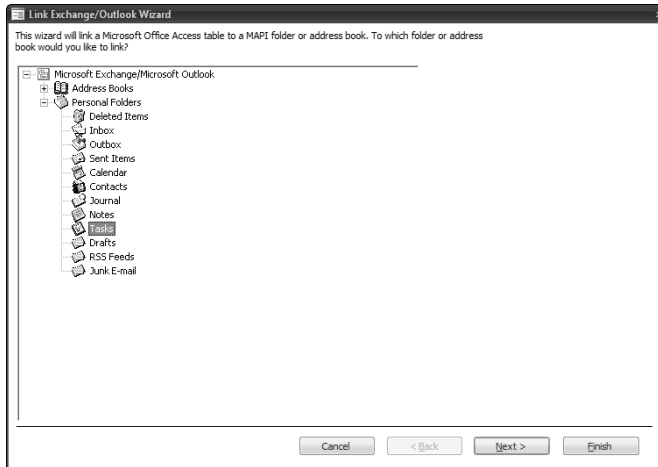 Link Exchange/Outlook Wizard
This wizard will link a Microsoft Office Access table to a MAPI folder or address book. To which folder or address
book would you like to link?
Microsoft Exchange/Microsoft Outlook
Address Books
Personal Folders
Deleted Items
Inbox
Outbox
Sent Items
Calendar
Contacts
Journal
Notes
Tasks
Drafts
RSS Feeds
Junk E-mail
Cancel < Back Next > Finish